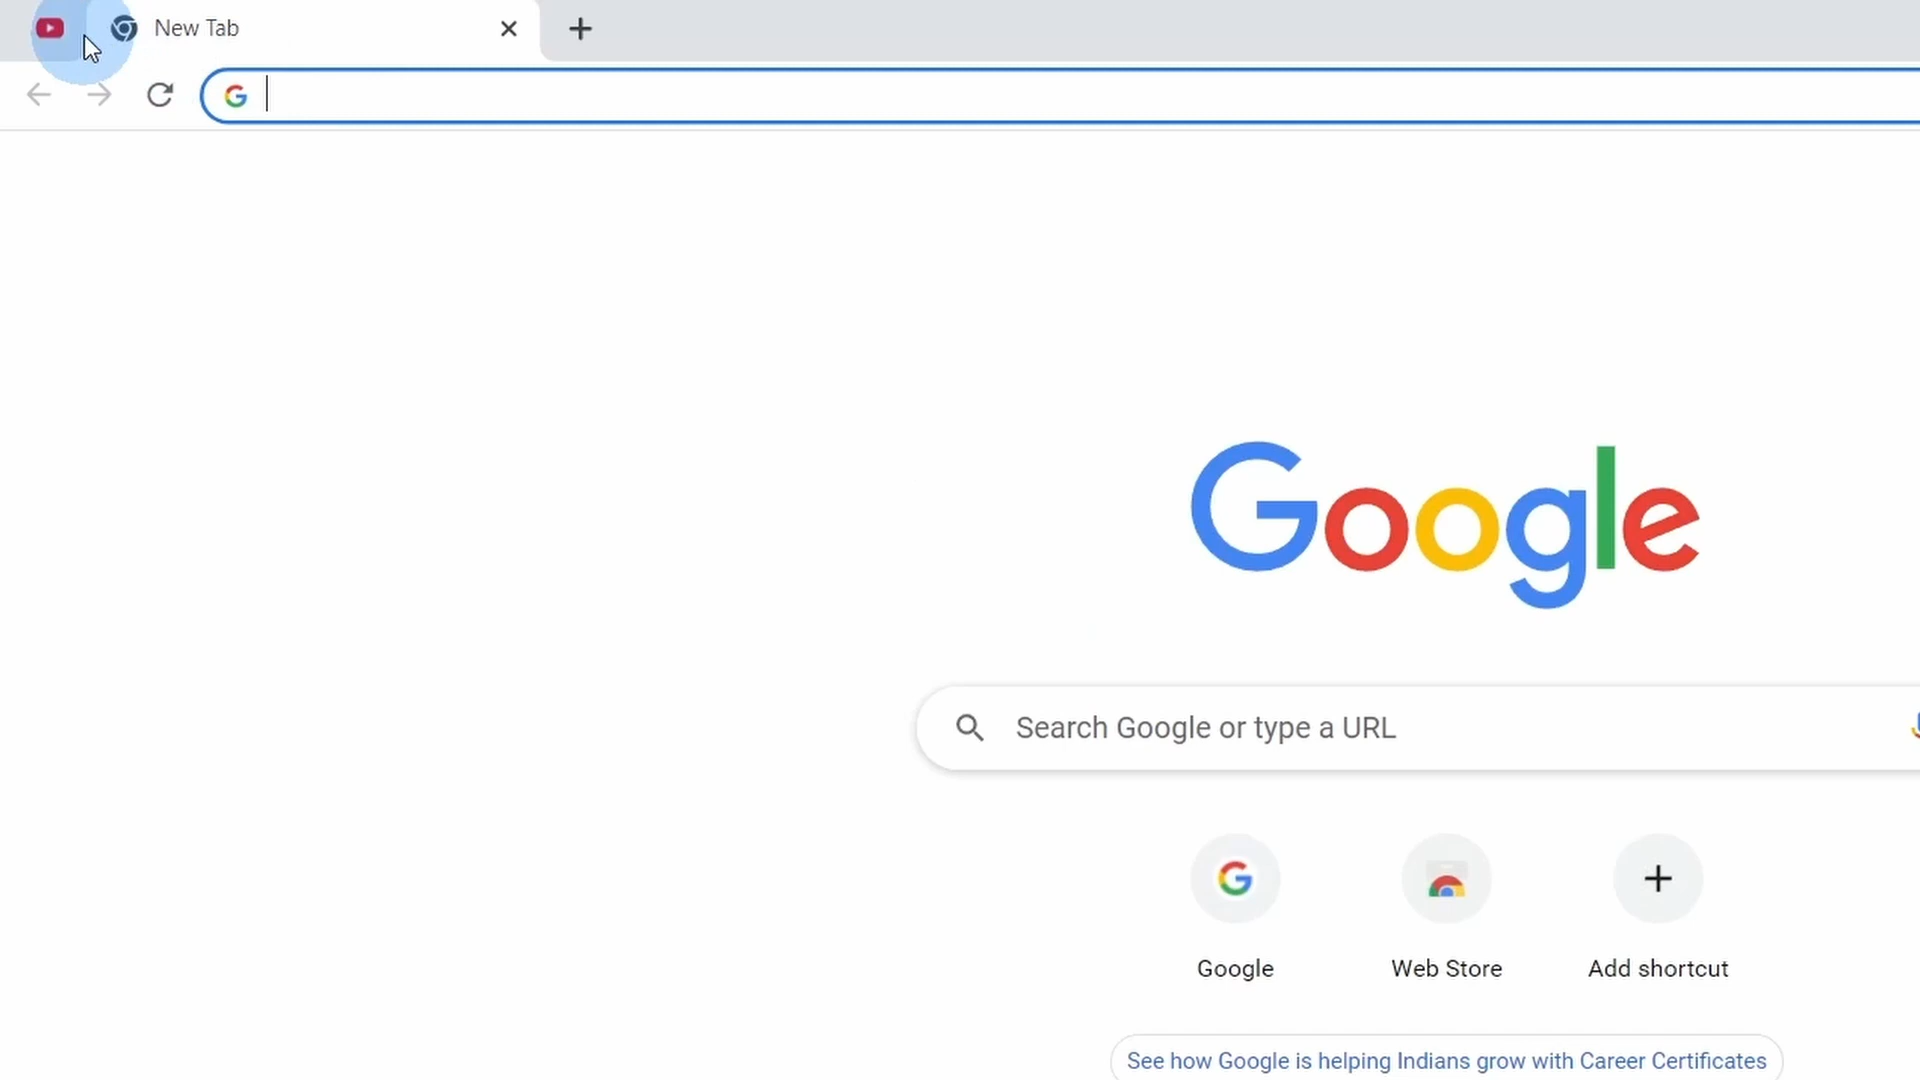 New Tab
Google
Search Google or type a URL
Google
Web Store
Add shortcut
See how Google is helping Indians grow with Career Certificates